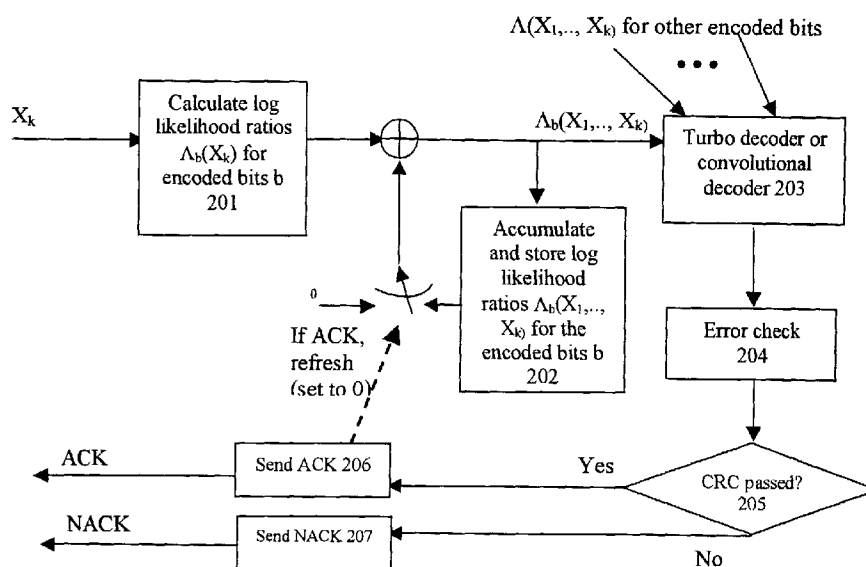 Λ(X1,.., Xk) for other encoded bits
•••
Xk
Calculate log
likelihood ratios
Λb(Xk) for
encoded bits b
201
Λb(X1,.., Xk)
Turbo decoder or
convolutional
decoder 203
Accumulate
and store log
likelihood
ratios Λb(X1,..,
Xk) for the
encoded bits b
202
0
If ACK,
refresh
(set to 0)
Error check
204
ACK
Send ACK 206
Yes
CRC passed?
205
NACK
Send NACK 207
No